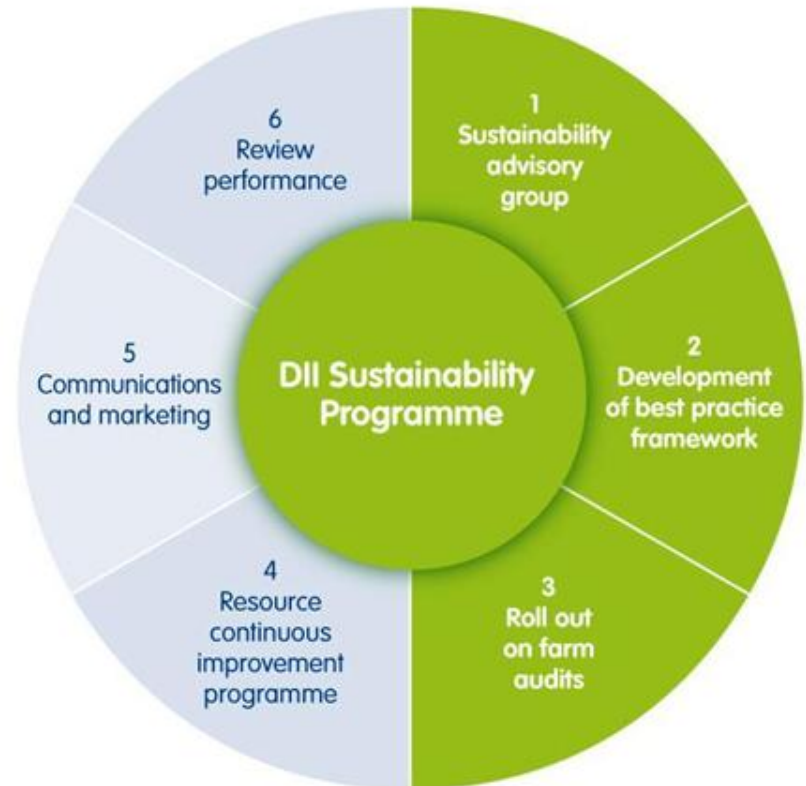 DII Sustainability
Programme
1
Sustainability
advisory
group
2
Development
of best practice
framework
3
Roll out
on farm
audits
4
Resource
continuous
improvement
programme
5
Communications
and marketing
6
Review
performance